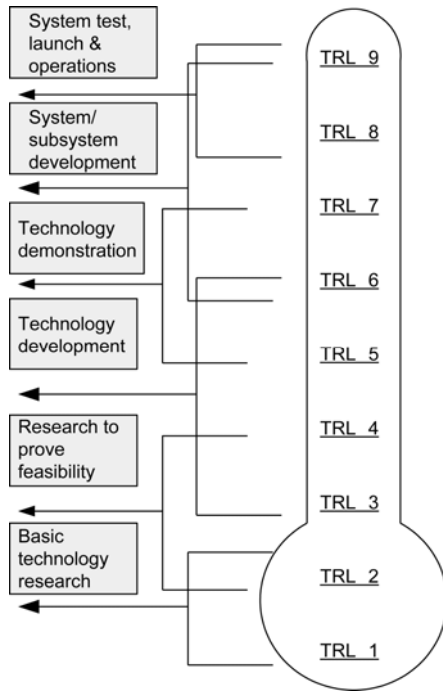 System test,
launch &
operations
System/
subsystem
development
Technology
demonstration
Technology
development
Research to
prove
feasibility
Basic
technology
research
TRL 9
TRL 8
TRL 7
TRL 6
TRL 5
TRL 4
TRL 3
TRL 2
TRL 1